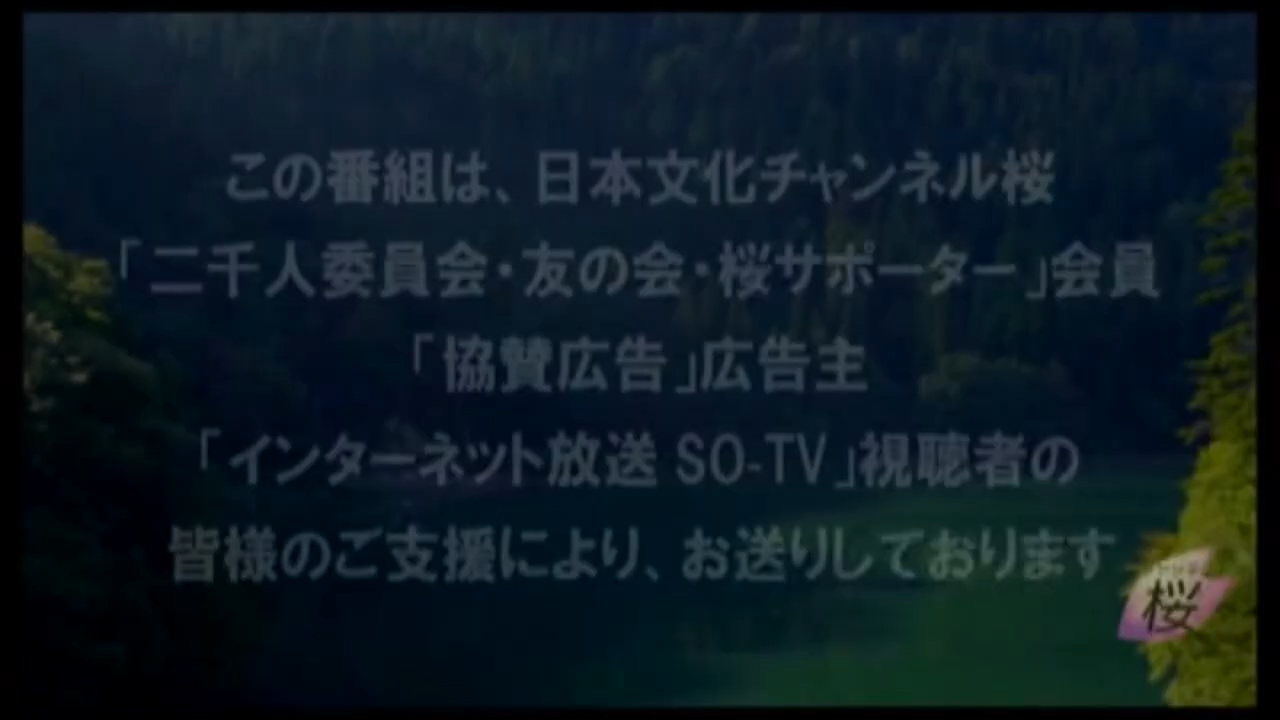 この番組は、日本文化チャンネル桜
「二千人委員会・友の会・桜サポーター」会員
「協賛広告」広告主
「インターネット放送 SO-TV」視聴者の
皆様のご支援により、お送りしております
桜